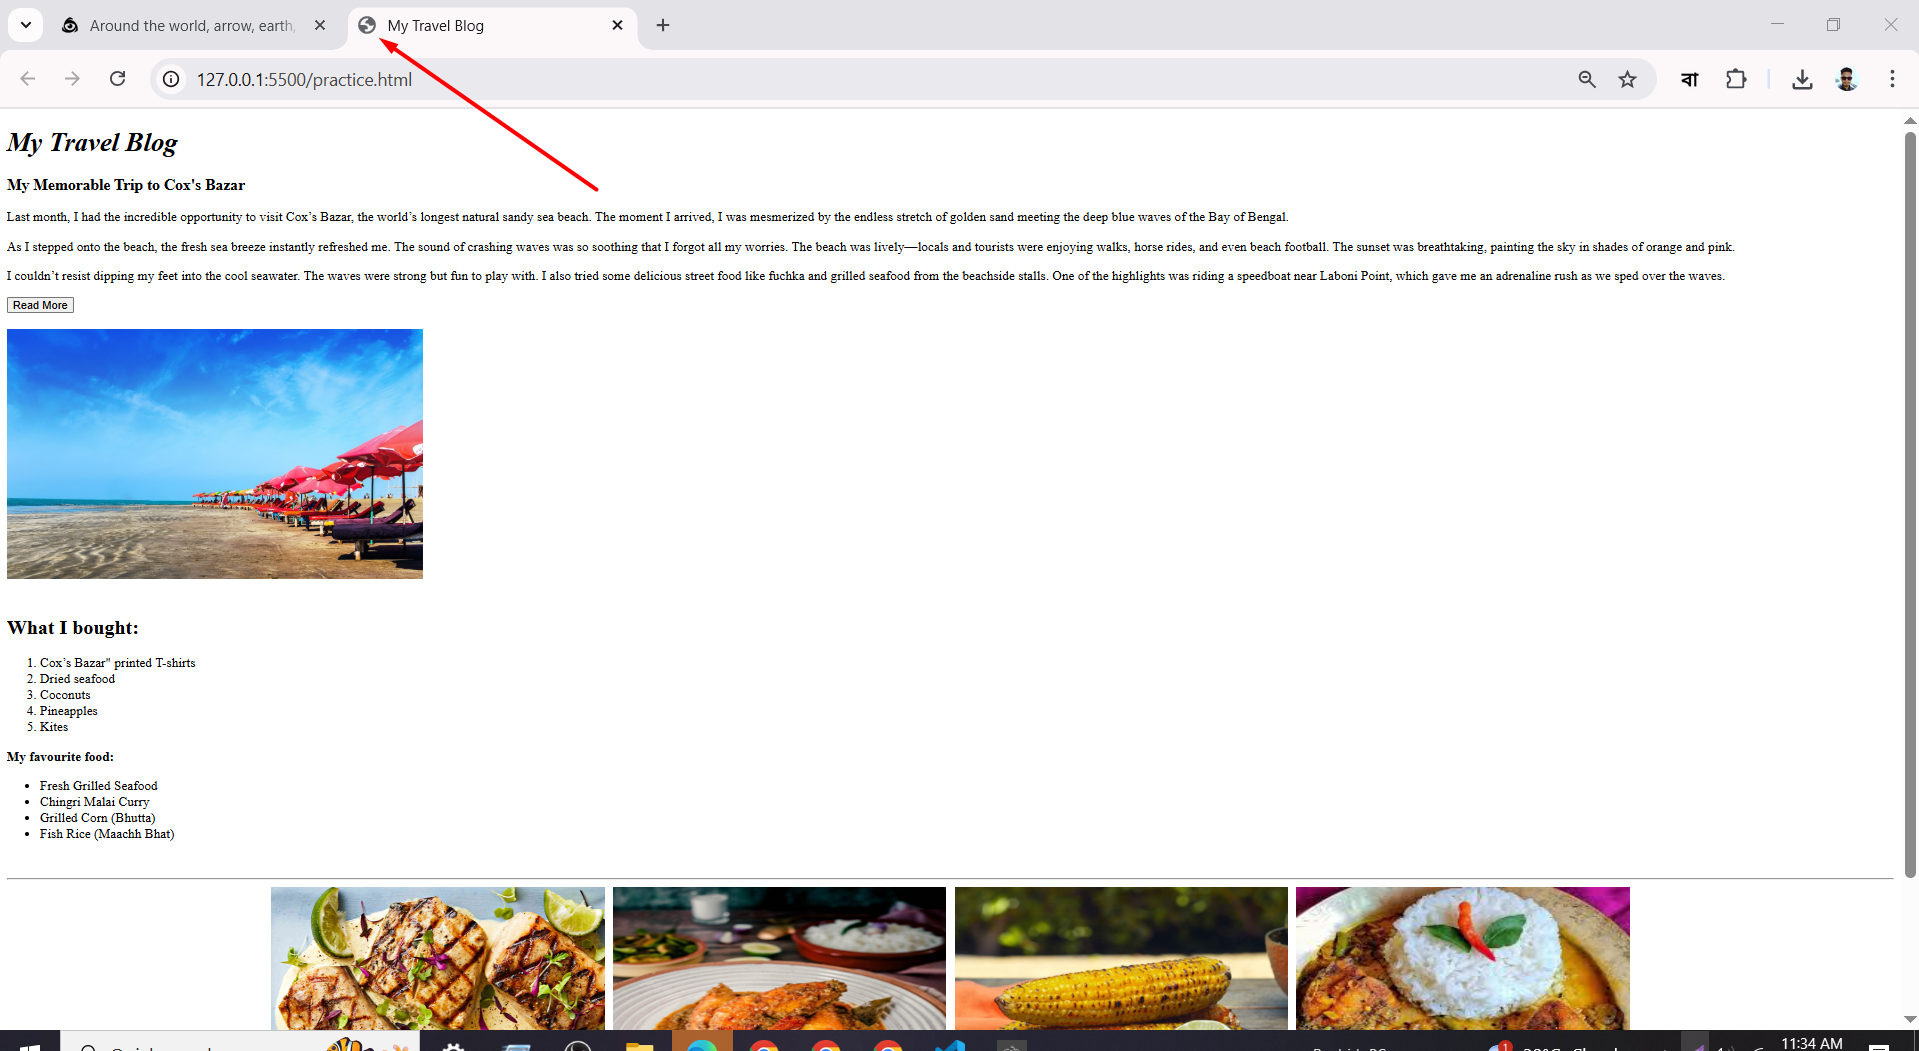 Around the world, arrow, earth,
My Travel Blog
127.0.0.1:5500/practice.html
বা
My Travel Blog
My Memorable Trip to Cox's Bazar
Last month, I had the incredible opportunity to visit Cox’s Bazar, the world’s longest natural sandy sea beach. The moment I arrived, I was mesmerized by the endless stretch of golden sand meeting the deep blue waves of the Bay of Bengal.
As I stepped onto the beach, the fresh sea breeze instantly refreshed me. The sound of crashing waves was so soothing that I forgot all my worries. The beach was lively—locals and tourists were enjoying walks, horse rides, and even beach football. The sunset was breathtaking, painting the sky in shades of orange and pink.
I couldn’t resist dipping my feet into the cool seawater. The waves were strong but fun to play with. I also tried some delicious street food like fuchka and grilled seafood from the beachside stalls. One of the highlights was riding a speedboat near Laboni Point, which gave me an adrenaline rush as we sped over the waves.
Read More
What I bought:
1. Cox’s Bazar" printed T-shirts
2. Dried seafood
3. Coconuts
4. Pineapples
5. Kites
My favourite food:
• Fresh Grilled Seafood
• Chingri Malai Curry
• Grilled Corn (Bhutta)
• Fish Rice (Maachh Bhat)
1
11:34 AM